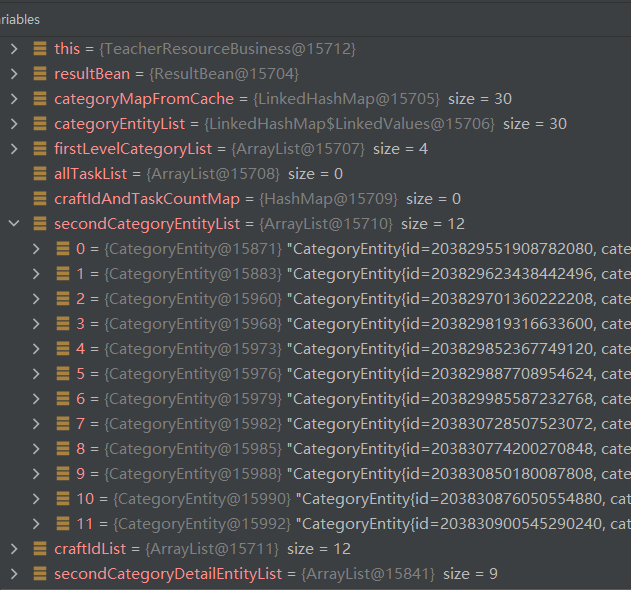 riables
this = {TeacherResourceBusiness@15712}
resultBean = {ResultBean@15704}
categoryMapFromCache = {LinkedHashMap@15705} size = 30
categoryEntityList = {LinkedHashMap$LinkedValues@15706} size = 30
firstLevelCategoryList = {ArrayList@15707} size = 4
allTaskList = {ArrayList@15708} size = 0
craftIdAndTaskCountMap = {HashMap@15709} size = 0
secondCategoryEntityList = {ArrayList@15710} size = 12
0 = {CategoryEntity@15871} "CategoryEntity{id=203829551908782080, cate
1 = {CategoryEntity@15883} "CategoryEntity{id=203829623438442496, cate
2 = {CategoryEntity@15960} "CategoryEntity{id=203829701360222208, cate
3 = {CategoryEntity@15968} "CategoryEntity{id=203829819316633600, cate
4 = {CategoryEntity@15973} "CategoryEntity{id=203829852367749120, cate
5 = {CategoryEntity@15976} "CategoryEntity{id=203829887708954624, cate
6 = {CategoryEntity@15979} "CategoryEntity{id=203829985587232768, cate
7 = {CategoryEntity@15982} "CategoryEntity{id=203830728507523072, cate
8 = {CategoryEntity@15985} "CategoryEntity{id=203830774200270848, cate
9 = {CategoryEntity@15988} "CategoryEntity{id=203830850180087808, cate
10 = {CategoryEntity@15990} "CategoryEntity{id=203830876050554880, cat
11 = {CategoryEntity@15992} "CategoryEntity{id=203830900545290240, cat
craftIdList = {ArrayList@15711} size = 12
secondCategoryDetailEntityList = {ArrayList@15841} size = 9